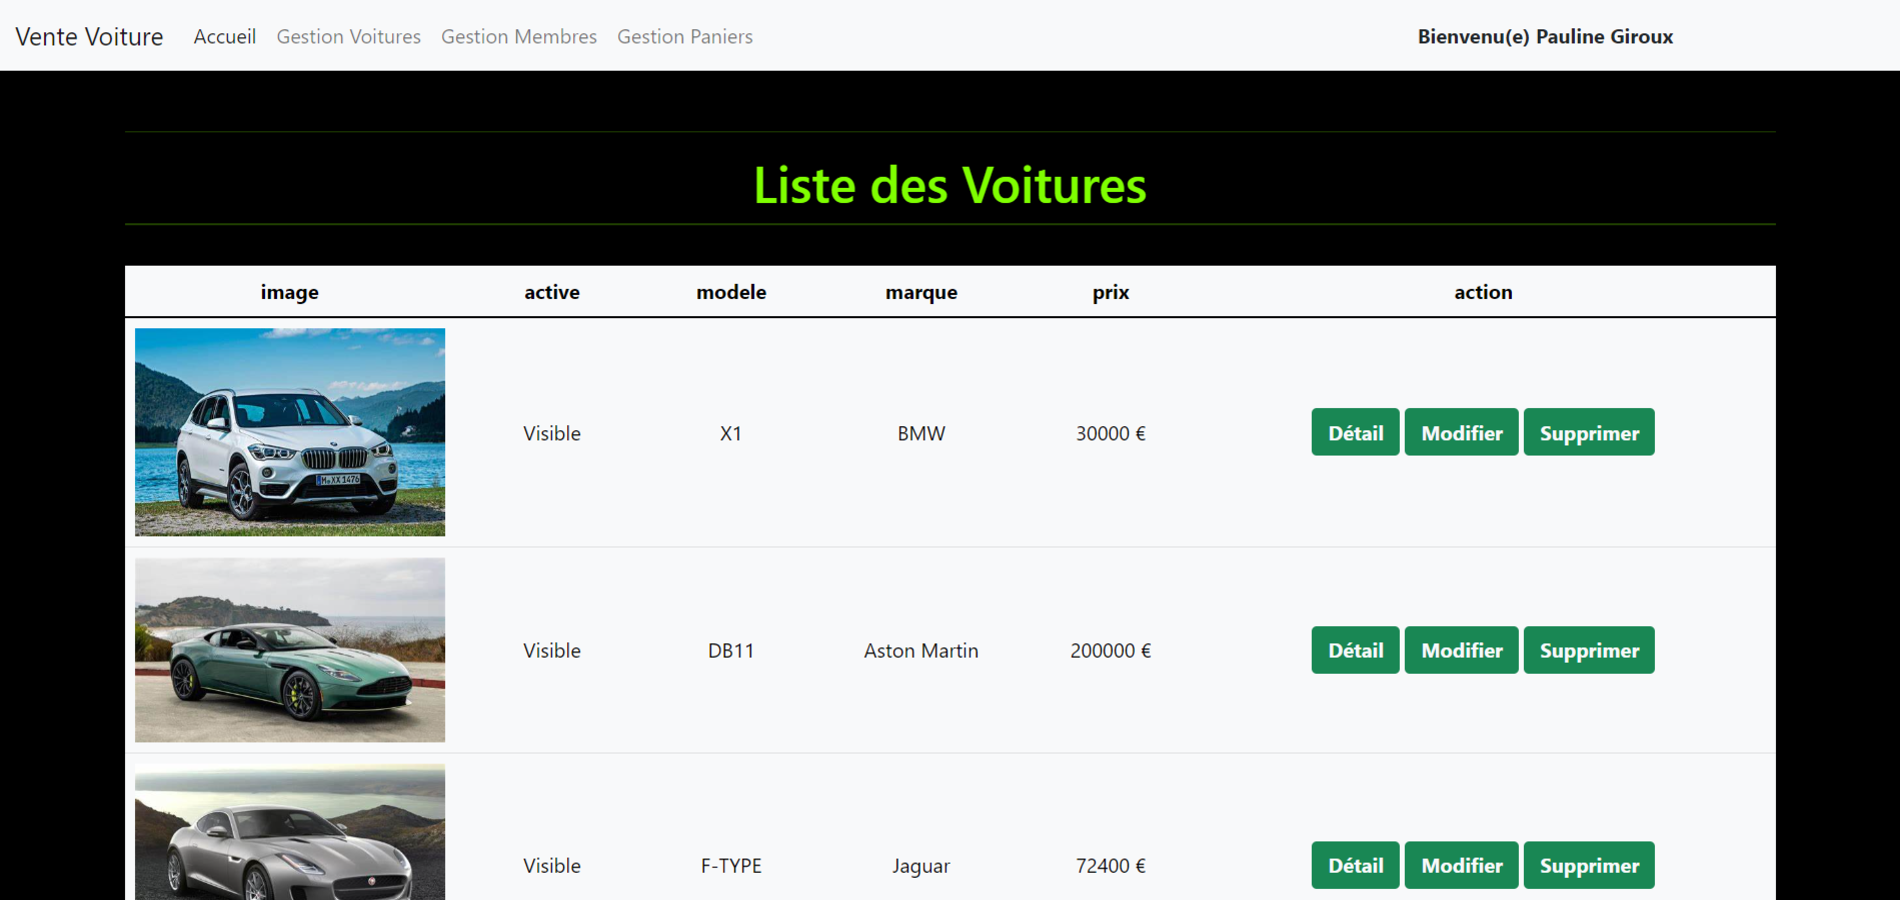 Vente Voiture Accueil Gestion Voitures Gestion Membres Gestion Paniers Bienvenu(e) Pauline Giroux
Liste des Voitures
image active modele marque prix action
M XX 1476
Visible X1 BMW 30000 € Détail Modifier Supprimer
Visible DB11 Aston Martin 200000 € Détail Modifier Supprimer
Visible F-TYPE Jaguar 72400 € Détail Modifier Supprimer